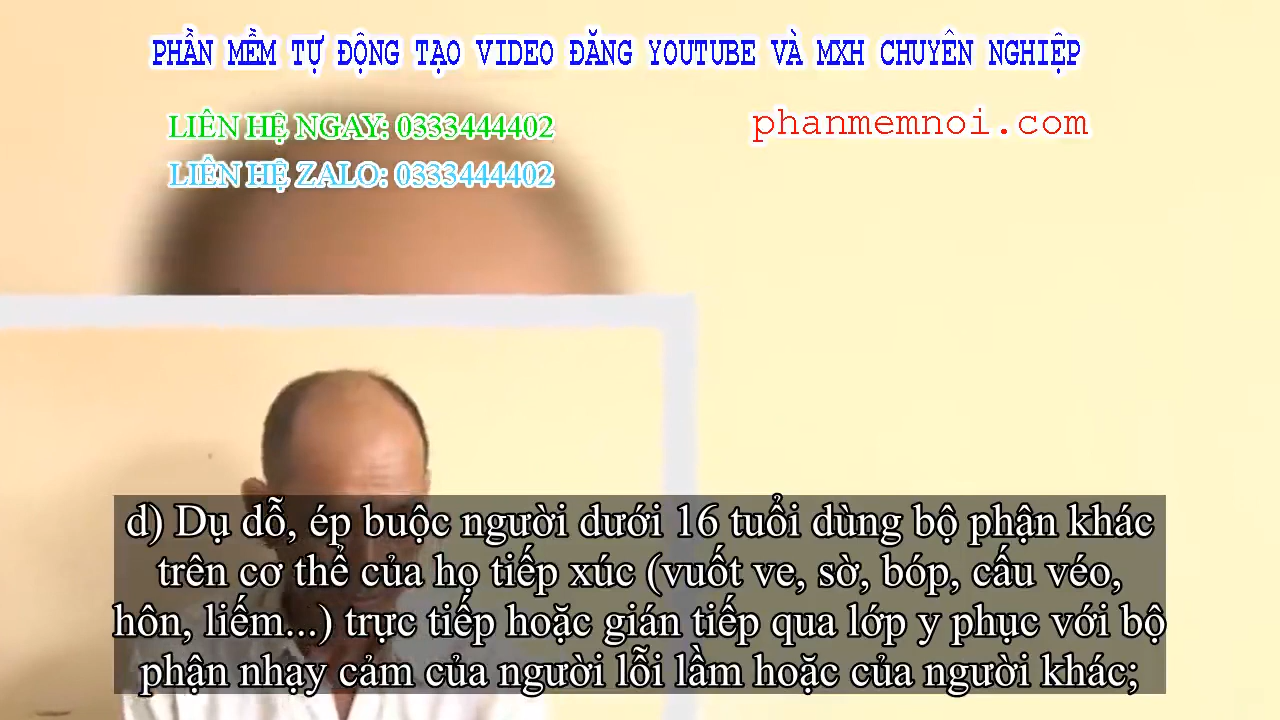 PHẦN MỀM TỰ ĐỘNG TẠO VIDEO ĐĂNG YOUTUBE VÀ MXH CHUYÊN NGHIỆP
LIÊN HỆ NGAY: 0333444402
phanmemnoi.com
LIÊN HỆ ZALO: 0333444402
d) Dụ dỗ, ép buộc người dưới 16 tuổi dùng bộ phận khác
trên cơ thể của họ tiếp xúc (vuốt ve, sờ, bóp, cấu véo,
hôn, liếm...) trực tiếp hoặc gián tiếp qua lớp y phục với bộ
phận nhạy cảm của người lỗi lầm hoặc của người khác;